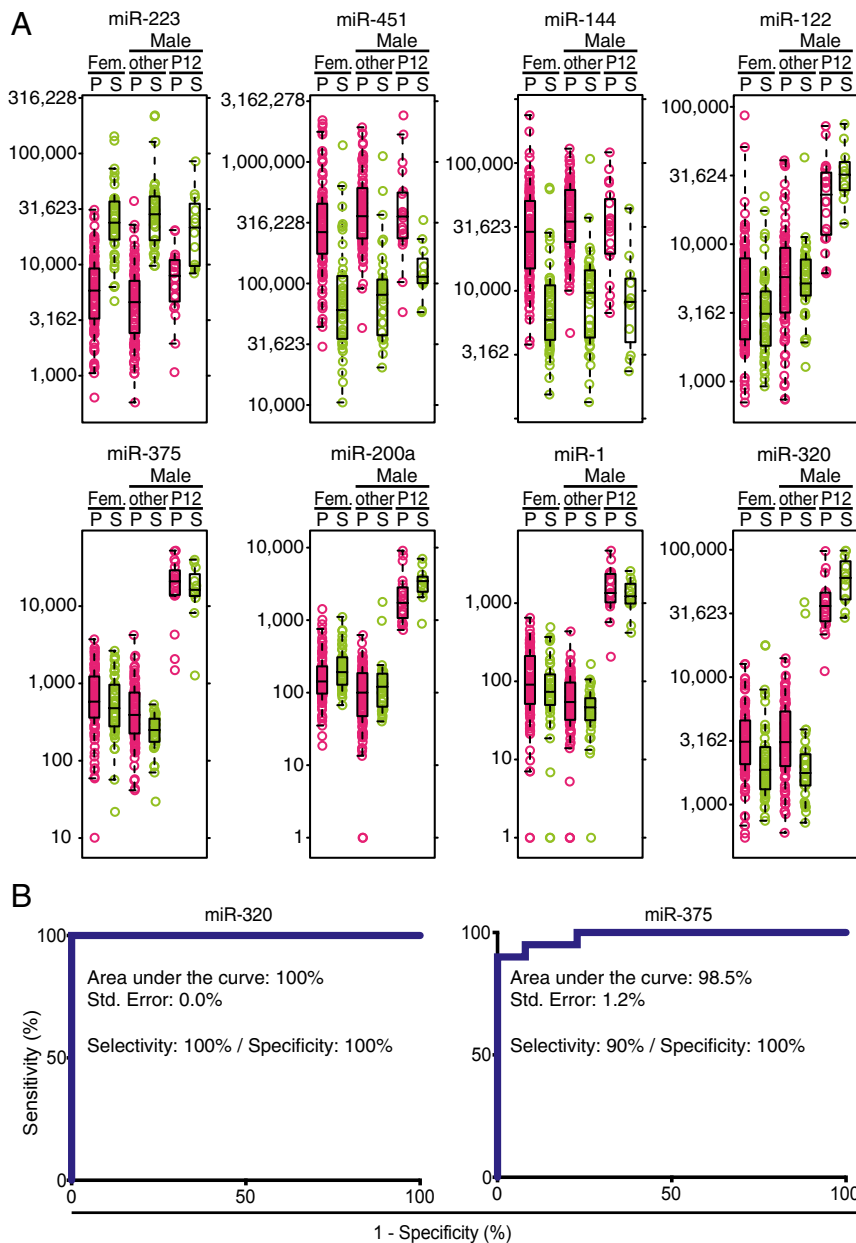 A
miR-223
miR-451
miR-144
miR-122
Male
Male
Male
Male
Fem. other P12
Fem. other P12
Fem. other P12
Fem. other P12
P S P S P S
P S P S P S
P S P S P S
P S P S P S
316,228
100,000
31,623
10,000
3,162
1,000
3,162,278
1,000,000
316,228
100,000
31,623
10,000
100,000
31,623
10,000
3,162
100,000
31,624
10,000
3,162
1,000
miR-375
miR-200a
miR-1
miR-320
Male
Male
Male
Male
Fem. other P12
Fem. other P12
Fem. other P12
Fem. other P12
P S P S P S
P S P S P S
P S P S P S
P S P S P S
10,000
1,000
100
10
10,000
1,000
100
10
1
1,000
100
10
1
100,000
31,623
10,000
3,162
1,000
B
miR-320
miR-375
Sensitivity (%)
100
50
0
Area under the curve: 100%
Std. Error: 0.0%
Selectivity: 100% / Specificity: 100%
0 50 100
100
50
0
Area under the curve: 98.5%
Std. Error: 1.2%
Selectivity: 90% / Specificity: 100%
0 50 100
1 - Specificity (%)